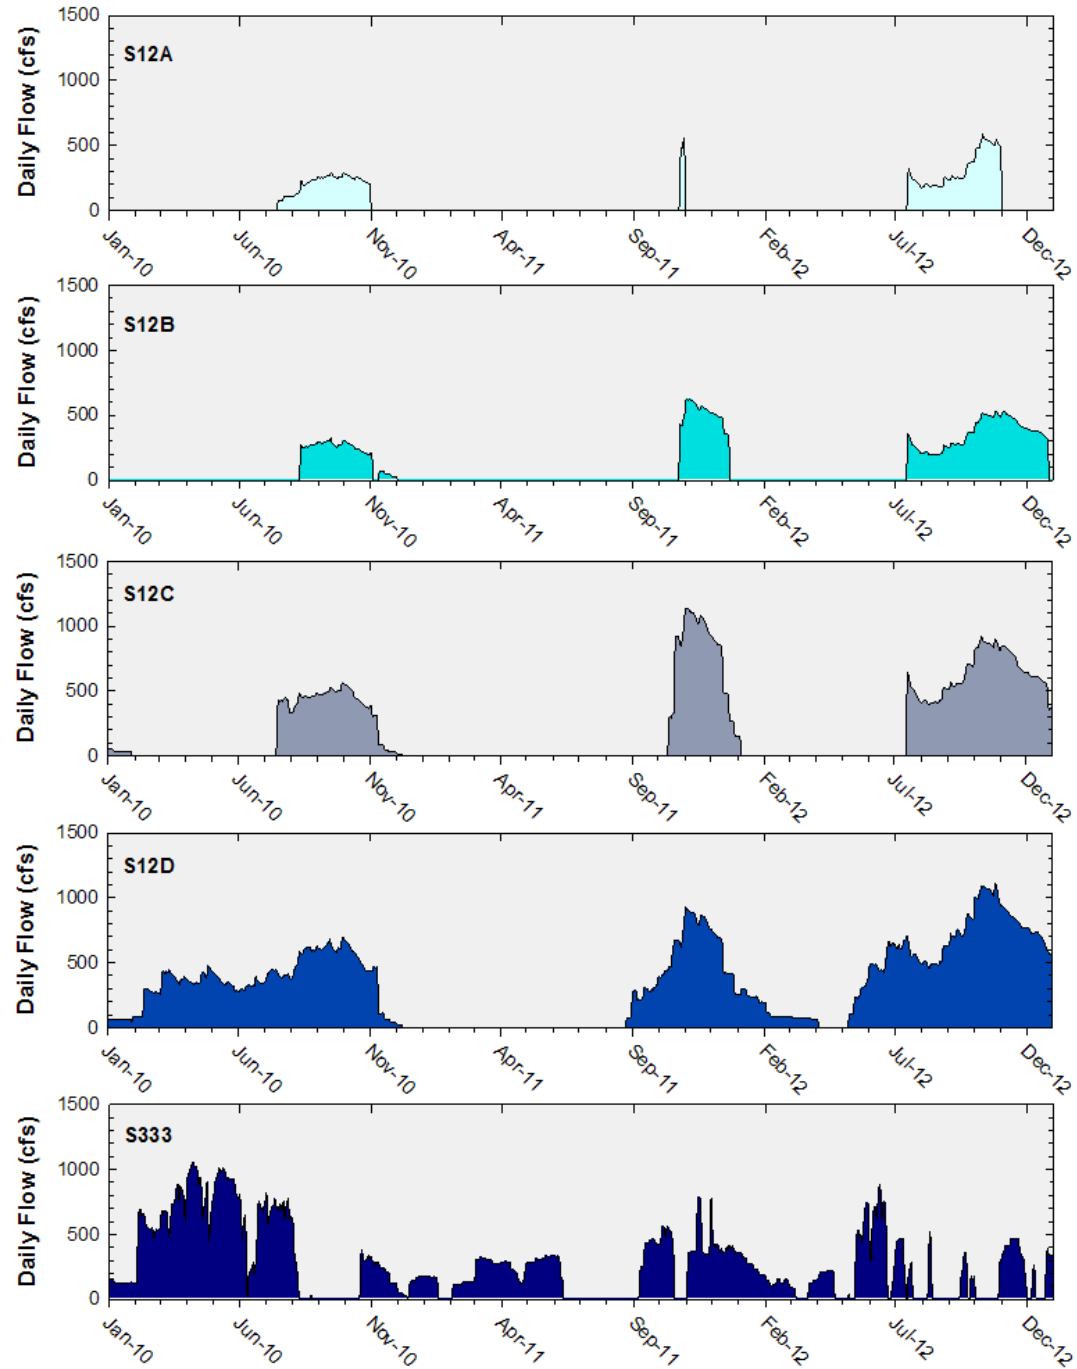 1500
S12A
1000
500
0
Daily Flow (cfs)
Jan-10 Jun-10 Nov-10 Apr-11 Sep-11 Feb-12 Jul-12 Dec-12
1500
S12B
1000
500
0
Daily Flow (cfs)
Jan-10 Jun-10 Nov-10 Apr-11 Sep-11 Feb-12 Jul-12 Dec-12
1500
S12C
1000
500
0
Daily Flow (cfs)
Jan-10 Jun-10 Nov-10 Apr-11 Sep-11 Feb-12 Jul-12 Dec-12
1500
S12D
1000
500
0
Daily Flow (cfs)
Jan-10 Jun-10 Nov-10 Apr-11 Sep-11 Feb-12 Jul-12 Dec-12
1500
S333
1000
500
0
Daily Flow (cfs)
Jan-10 Jun-10 Nov-10 Apr-11 Sep-11 Feb-12 Jul-12 Dec-12